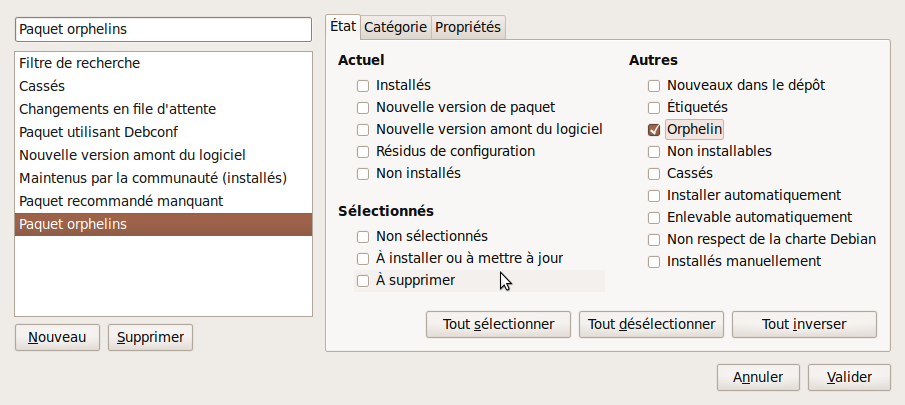 Paquet orphelins
Filtre de recherche
Cassés
Changements en file d'attente
Paquet utilisant Debconf
Nouvelle version amont du logiciel
Maintenus par la communauté (installés)
Paquet recommandé manquant
Paquet orphelins
Nouveau
Supprimer
État
Catégorie
Propriétés
Actuel
Installés
Nouvelle version de paquet
Nouvelle version amont du logiciel
Résidus de configuration
Non installés
Sélectionnés
Non sélectionnés
À installer ou à mettre à jour
À supprimer
Autres
Nouveaux dans le dépôt
Étiquetés
Orphelin
Non installables
Cassés
Installer automatiquement
Enlevable automatiquement
Non respect de la charte Debian
Installés manuellement
Tout sélectionner
Tout désélectionner
Tout inverser
Annuler
Valider